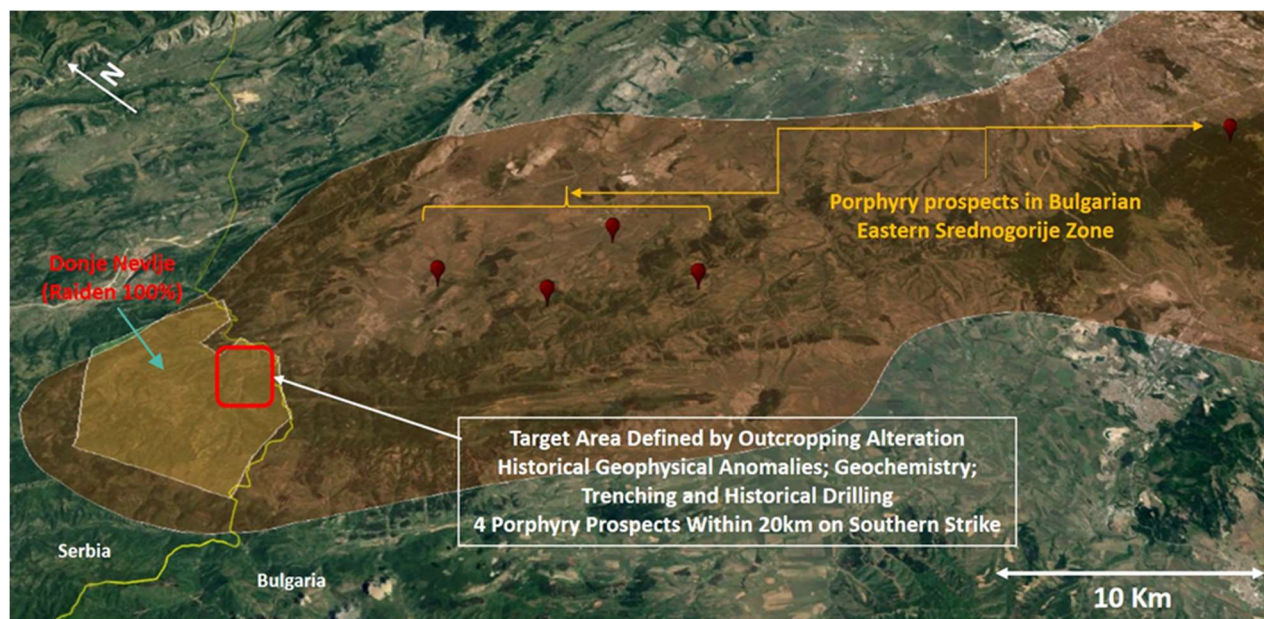 N
Porphyry prospects in Bulgarian
Eastern Srednogorije Zone
Donje Nevlje
(Raiden 100%)
Target Area Defined by Outcropping Alteration
Historical Geophysical Anomalies; Geochemistry;
Trenching and Historical Drilling
4 Porphyry Prospects Within 20km on Southern Strike
Serbia
Bulgaria
10 Km